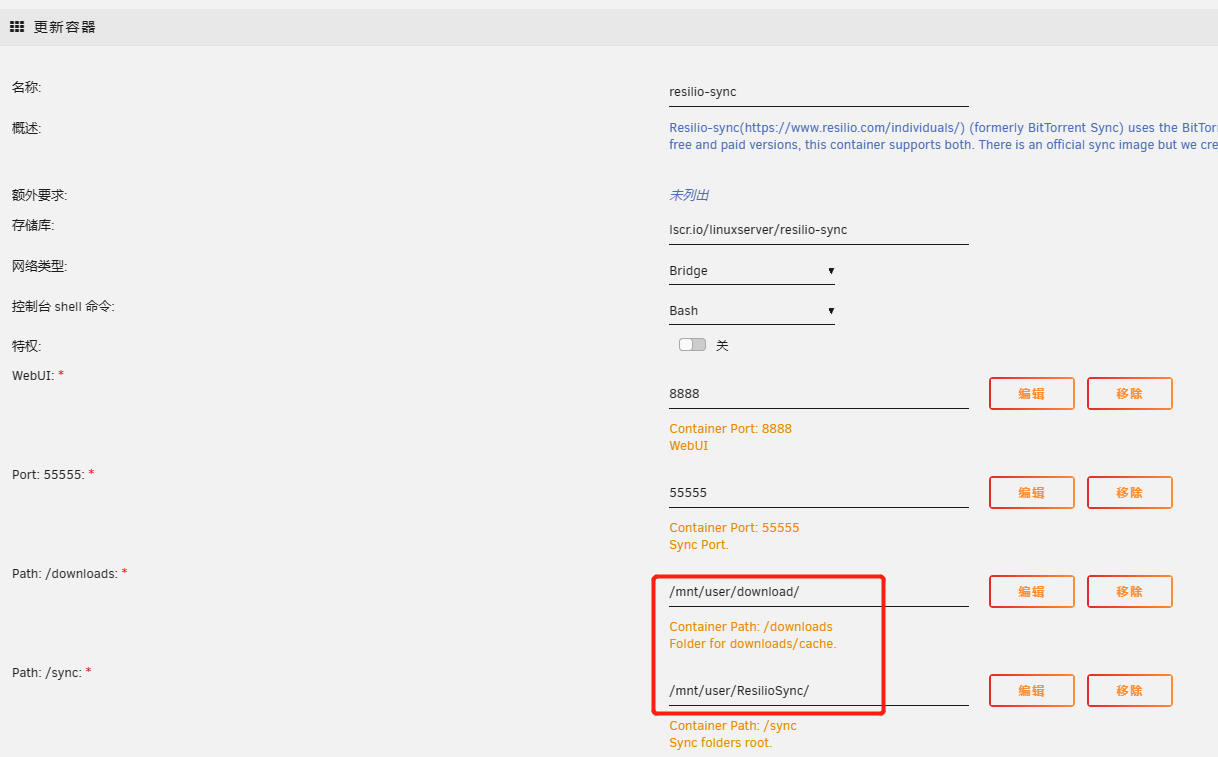 更新容器
名称:
resilio-sync
概述:
Resilio-sync(https://www.resilio.com/individuals/) (formerly BitTorrent Sync) uses the BitTor
free and paid versions, this container supports both. There is an official sync image but we cre
额外要求:
未列出
存储库:
lscr.io/linuxserver/resilio-sync
网络类型:
Bridge
控制台 shell 命令:
Bash
特权:
关
WebUI: *
8888 编辑 移除
Container Port: 8888
WebUI
Port: 55555: *
55555 编辑 移除
Container Port: 55555
Sync Port.
Path: /downloads: *
/mnt/user/download/ 编辑 移除
Container Path: /downloads
Folder for downloads/cache.
Path: /sync: *
/mnt/user/ResilioSync/ 编辑 移除
Container Path: /sync
Sync folders root.